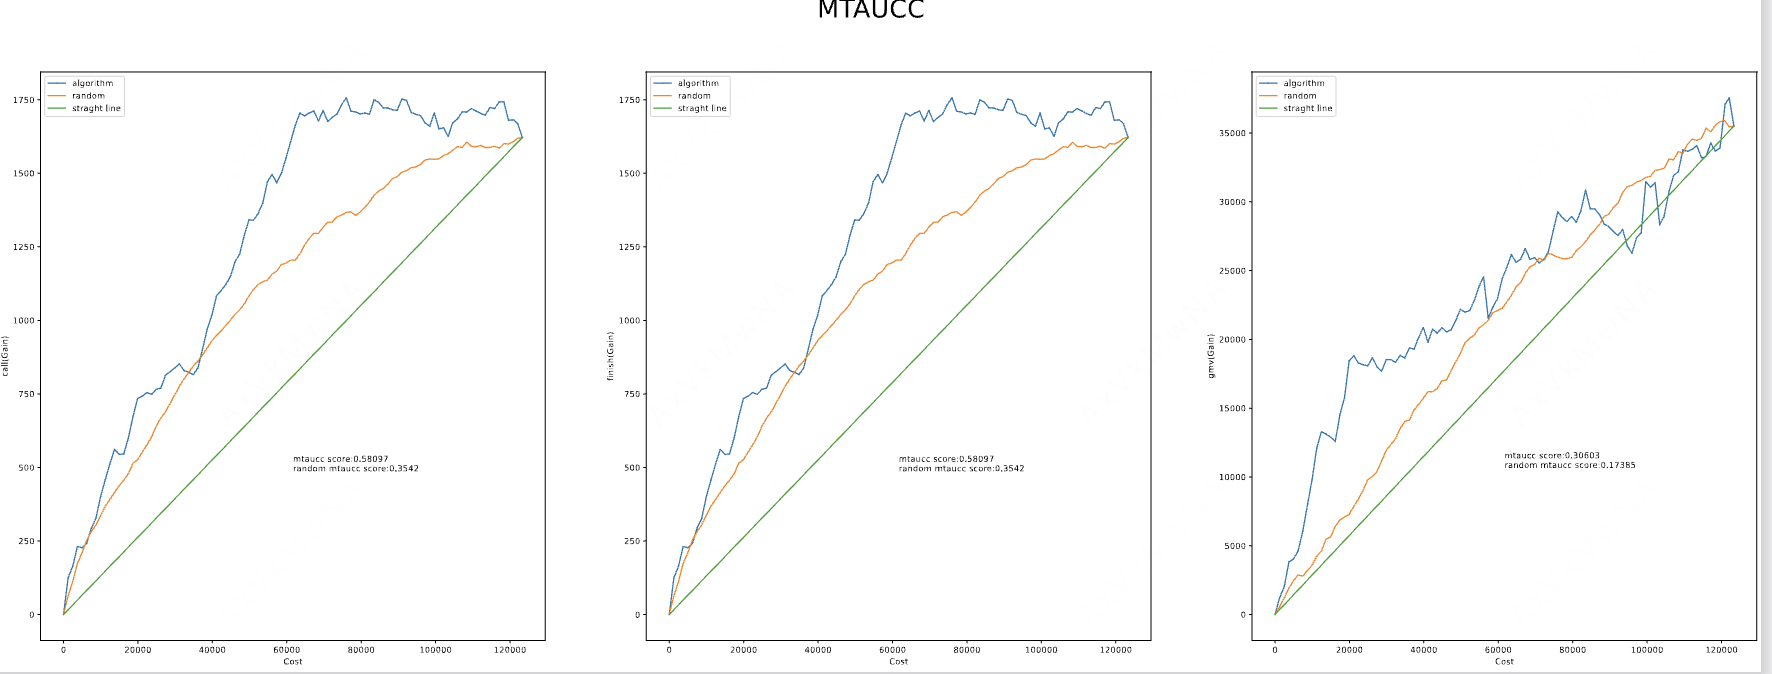 MTAUCC
algorithm
random
straght line
1750
1500
1250
1000
750
500
250
0
call(Gain)
mtaucc score:0.58097
random mtaucc score:0.3542
0 20000 40000 60000 80000 100000 120000
Cost
algorithm
random
straght line
1750
1500
1250
1000
750
500
250
0
finish(Gain)
mtaucc score:0.58097
random mtaucc score:0.3542
0 20000 40000 60000 80000 100000 120000
Cost
algorithm
random
straght line
35000
30000
25000
20000
15000
10000
5000
0
gmv(Gain)
mtaucc score:0.30603
random mtaucc score:0.17385
0 20000 40000 60000 80000 100000 120000
Cost